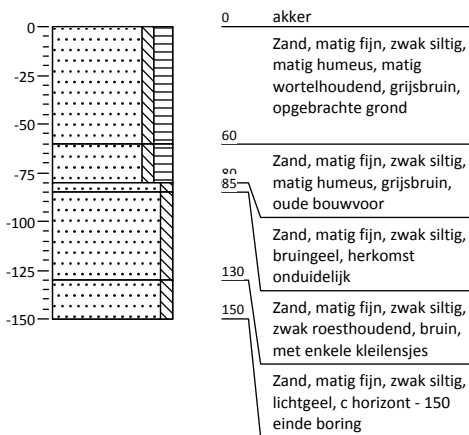 0
-25
-50
-75
-100
-125
-150
0 akker
Zand, matig fijn, zwak siltig,
matig humeus, matig
wortelhoudend, grijsbruin,
opgebrachte grond
60
Zand, matig fijn, zwak siltig,
matig humeus, grijsbruin,
oude bouwvoor
80
85
Zand, matig fijn, zwak siltig,
bruingeel, herkomst
onduidelijk
130
Zand, matig fijn, zwak siltig,
zwak roesthoudend, bruin,
met enkele kleilensjes
150
Zand, matig fijn, zwak siltig,
lichtgeel, c horizont - 150
einde boring